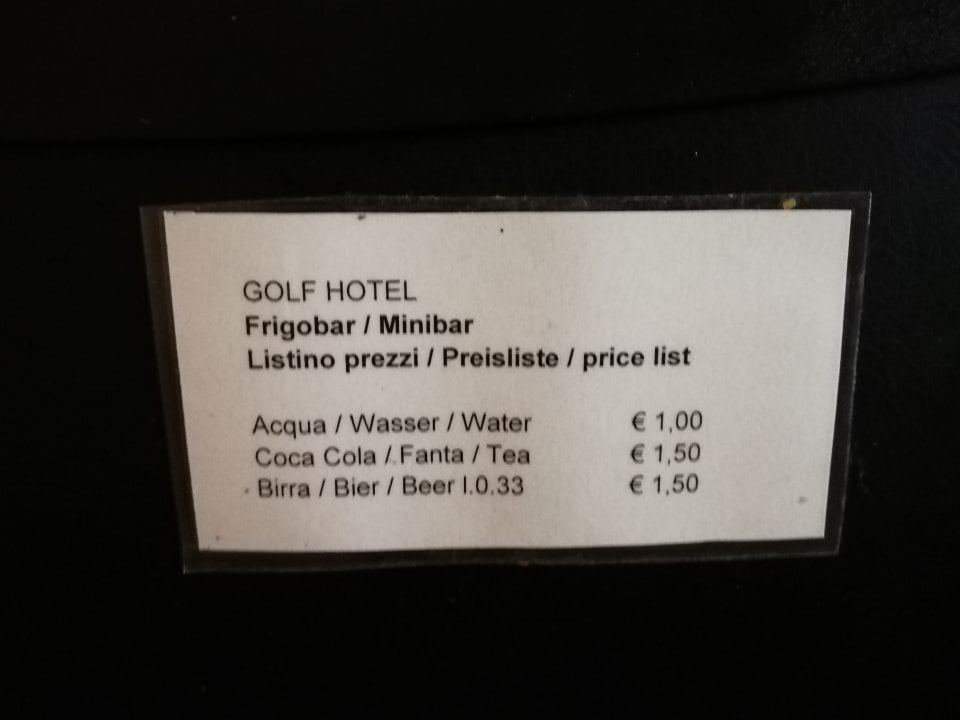 GOLF HOTEL
Frigobar / Minibar
Listino prezzi / Preisliste / price list
Acqua / Wasser / Water € 1,00
Coca Cola / Fanta / Tea € 1,50
Birra / Bier / Beer l.0.33 € 1,50